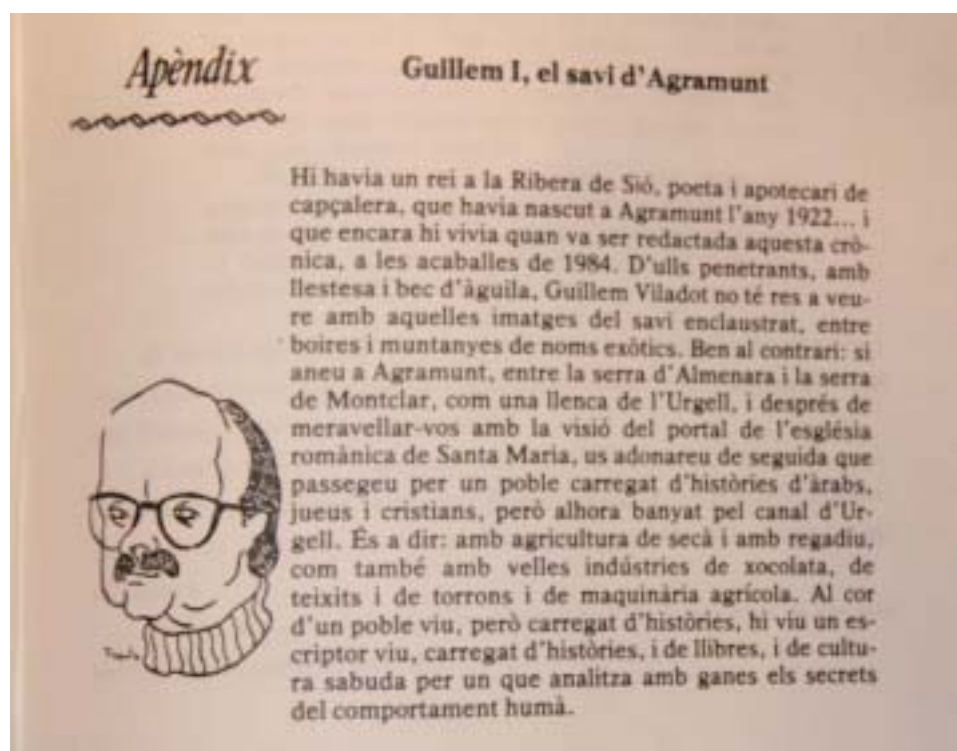 Apèndix
Guillem I, el savi d'Agramunt
Hi havia un rei a la Ribera de Sió, poeta i apotecari de
capçalera, que havia nascut a Agramunt l'any 1922... i
que encara hi vivia quan va ser redactada aquesta crò-
nica, a les acaballes de 1984. D'ulls penetrants, amb
llestesa i bec d'àguila, Guillem Viladot no té res a veu-
re amb aquelles imatges del savi enclaustrat, entre
boires i muntanyes de noms exòtics. Ben al contrari: si
aneu a Agramunt, entre la serra d'Almenara i la serra
de Montclar, com una llenca de l'Urgell, i després de
meravellar-vos amb la visió del portal de l'església
romànica de Santa Maria, us adonareu de seguida que
passegeu per un poble carregat d'històries d'àrabs,
jueus i cristians, però alhora banyat pel canal d'Ur-
gell. És a dir: amb agricultura de secà i amb regadiu,
com també amb velles indústries de xocolata, de
teixits i de torrons i de maquinària agrícola. Al cor
d'un poble viu, però carregat d'històries, hi viu un es-
criptor viu, carregat d'històries, i de llibres, i de cultu-
ra sabuda per un que analitza amb ganes els secrets
del comportament humà.